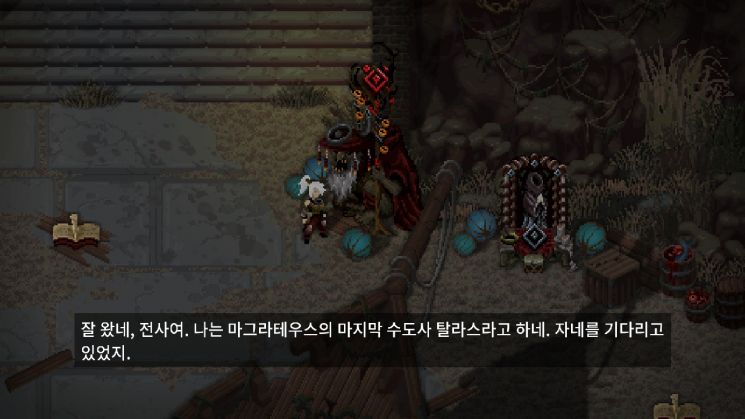 잘 왔네, 전사여. 나는 마그라테우스의 마지막 수도사 탈라스라고 하네. 자네를 기다리고
있었지.